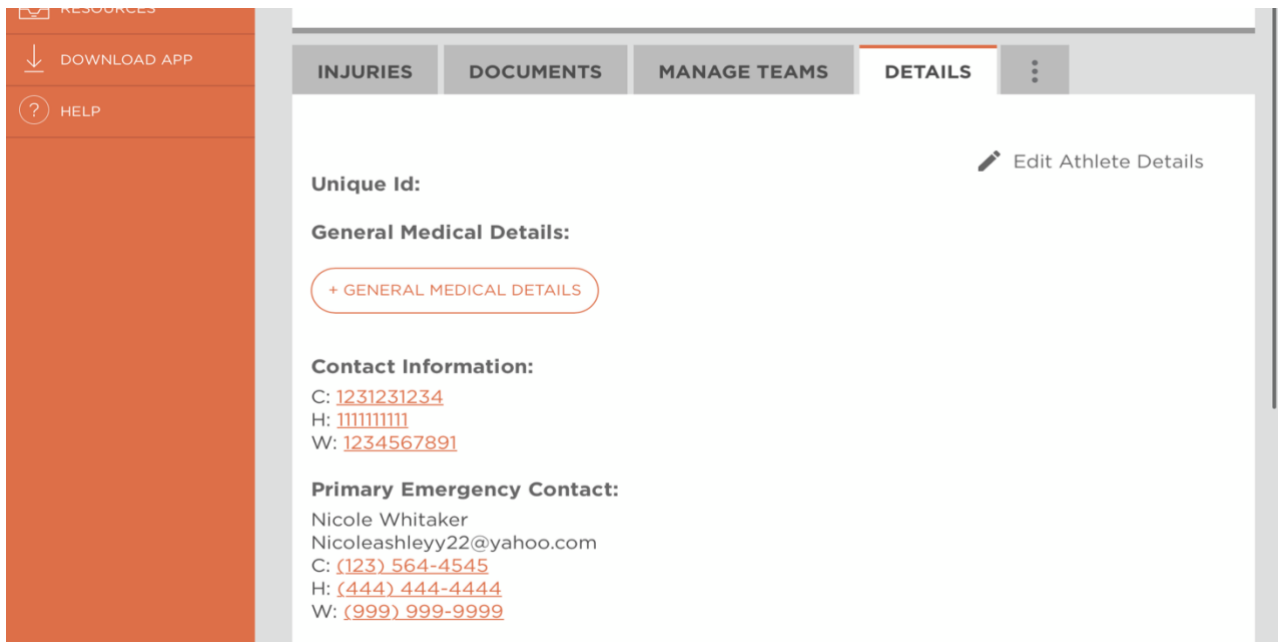 RESOURCES
DOWNLOAD APP
HELP
INJURIES DOCUMENTS MANAGE TEAMS DETAILS
Edit Athlete Details
Unique Id:
General Medical Details:
+ GENERAL MEDICAL DETAILS
Contact Information:
C: 1231231234
H: 1111111111
W: 1234567891
Primary Emergency Contact:
Nicole Whitaker
Nicoleashleyy22@yahoo.com
C: (123) 564-4545
H: (444) 444-4444
W: (999) 999-9999